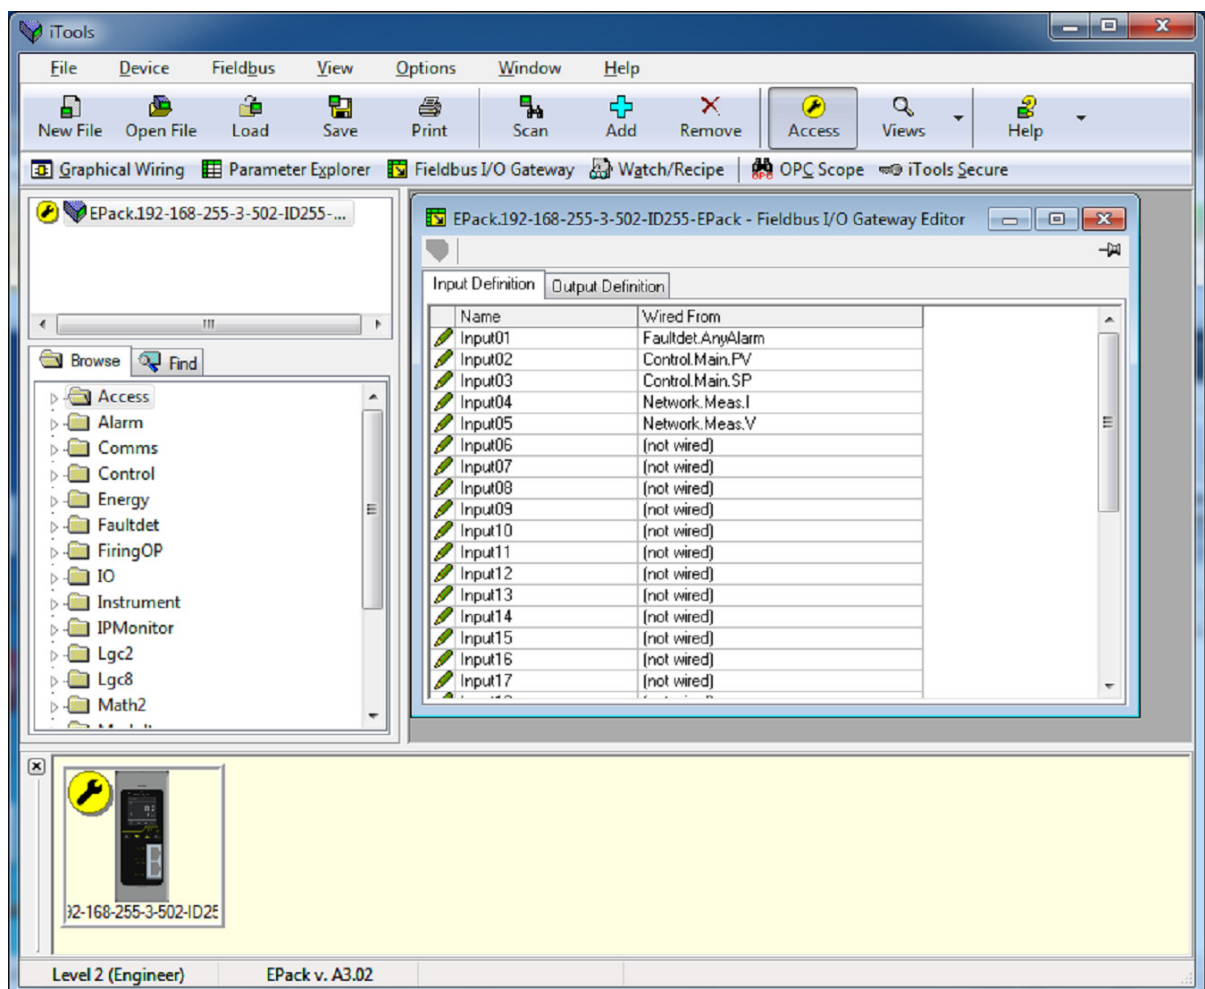 iTools
File Device Fieldbus View Options Window Help
New File Open File Load Save Print Scan Add Remove Access Views Help
Graphical Wiring Parameter Explorer Fieldbus I/O Gateway Watch/Recipe OPC Scope iTools Secure
EPack.192-168-255-3-502-ID255-...
Browse Find
Access
Alarm
Comms
Control
Energy
Faultdet
FiringOP
IO
Instrument
IPMonitor
Lgc2
Lgc8
Math2
EPack.192-168-255-3-502-ID255-EPack - Fieldbus I/O Gateway Editor
Input Definition Output Definition
Name Wired From
Input01 Faultdet.AnyAlarm
Input02 Control.Main.PV
Input03 Control.Main.SP
Input04 Network.Meas.I
Input05 Network.Meas.V
Input06 (not wired)
Input07 (not wired)
Input08 (not wired)
Input09 (not wired)
Input10 (not wired)
Input11 (not wired)
Input12 (not wired)
Input13 (not wired)
Input14 (not wired)
Input15 (not wired)
Input16 (not wired)
Input17 (not wired)
92-168-255-3-502-ID25
Level 2 (Engineer) EPack v. A3.02